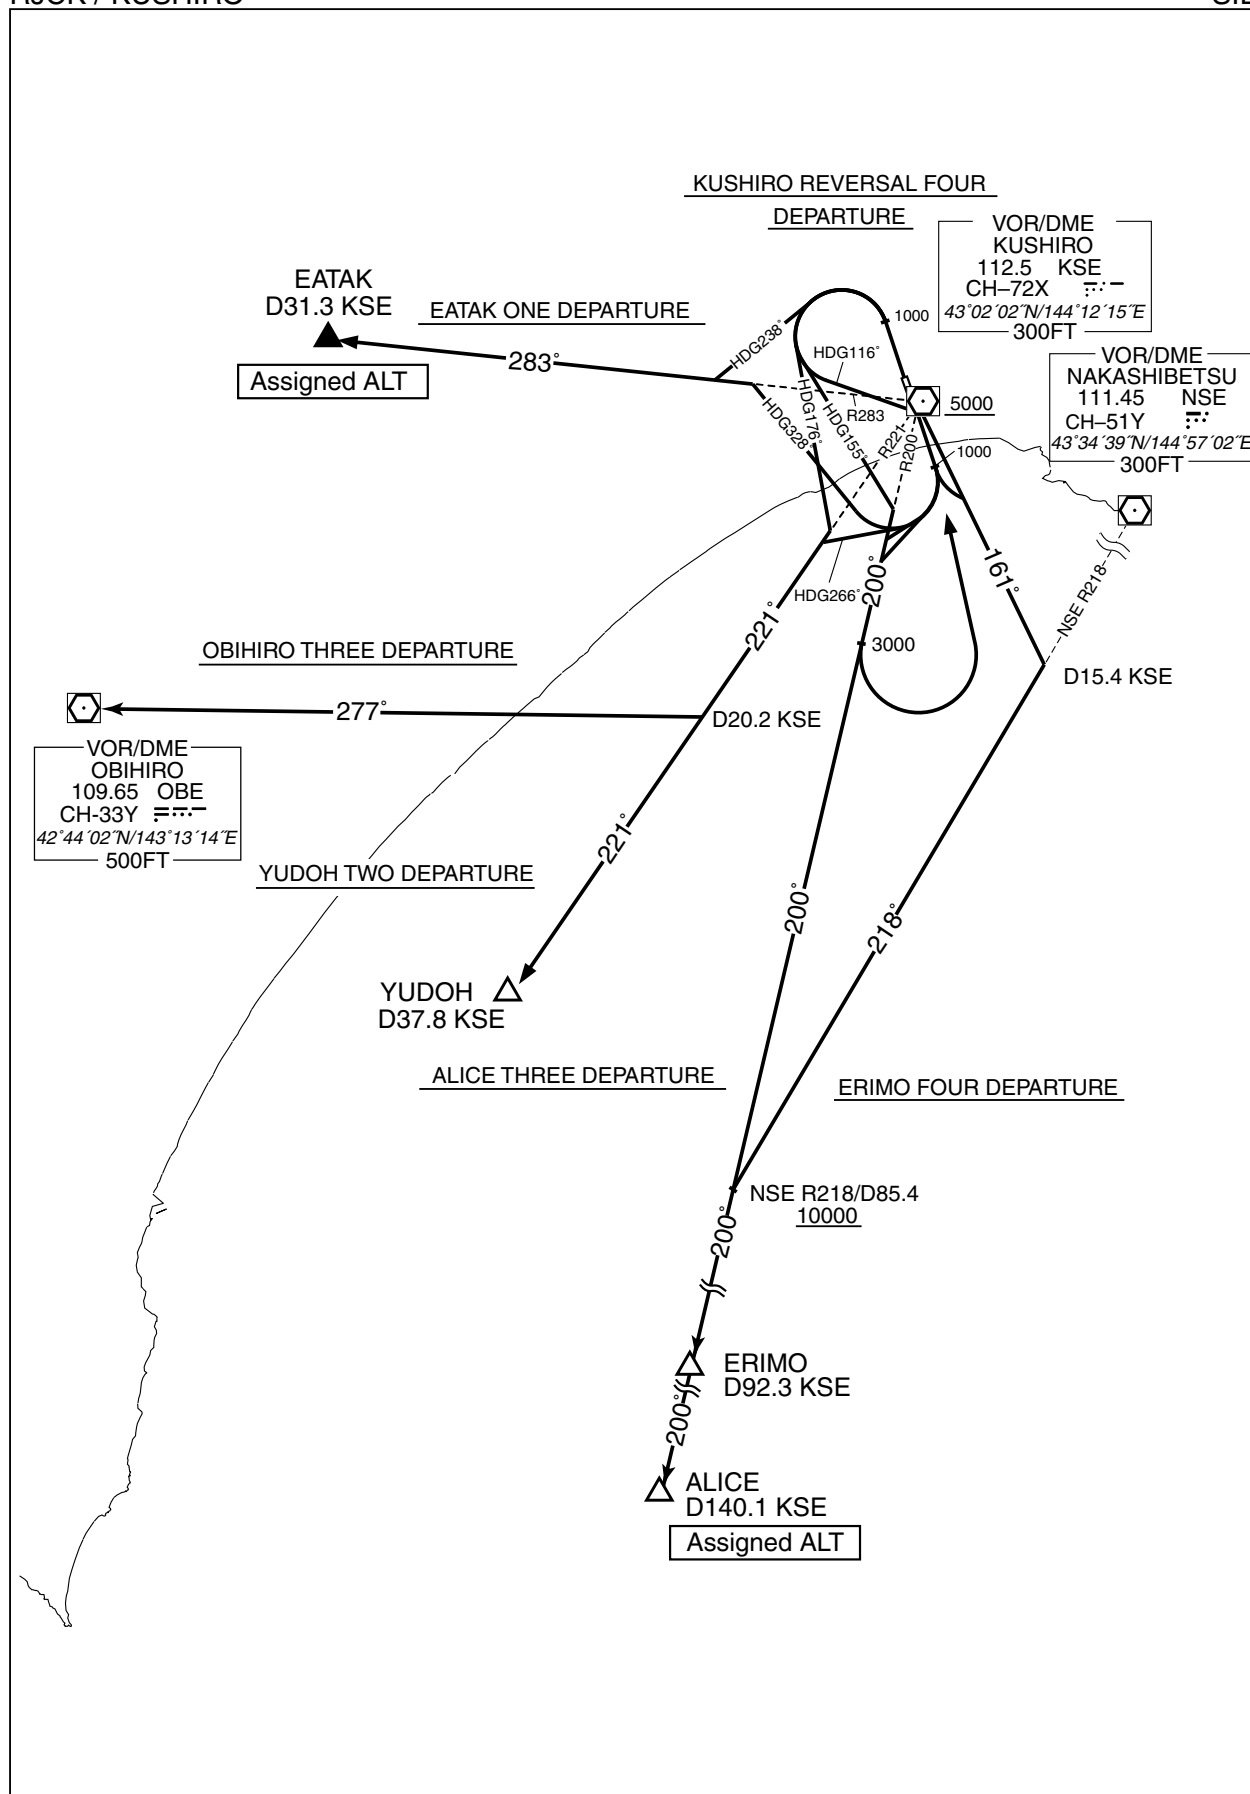 KUSHIRO REVERSAL FOUR
DEPARTURE
VOR/DME
KUSHIRO
112.5 KSE
CH–72X
43°02´02˝N/144°12´15˝E
300FT
EATAK
D31.3 KSE
EATAK ONE DEPARTURE
Assigned ALT
283°
HDG238°
1000
HDG116°
R283
HDG176°
HDG155°
HDG328°
R221
R200
5000
1000
VOR/DME
NAKASHIBETSU
111.45 NSE
CH–51Y
43°34´39˝N/144°57´02˝E
300FT
161°
NSE R218
HDG266°
200°
221°
3000
OBIHIRO THREE DEPARTURE
D15.4 KSE
277°
D20.2 KSE
VOR/DME
OBIHIRO
109.65 OBE
CH-33Y
42°44´02˝N/143°13´14˝E
500FT
221°
YUDOH TWO DEPARTURE
200°
218°
YUDOH
D37.8 KSE
ALICE THREE DEPARTURE
ERIMO FOUR DEPARTURE
NSE R218/D85.4
10000
200°
ERIMO
D92.3 KSE
200°
ALICE
D140.1 KSE
Assigned ALT